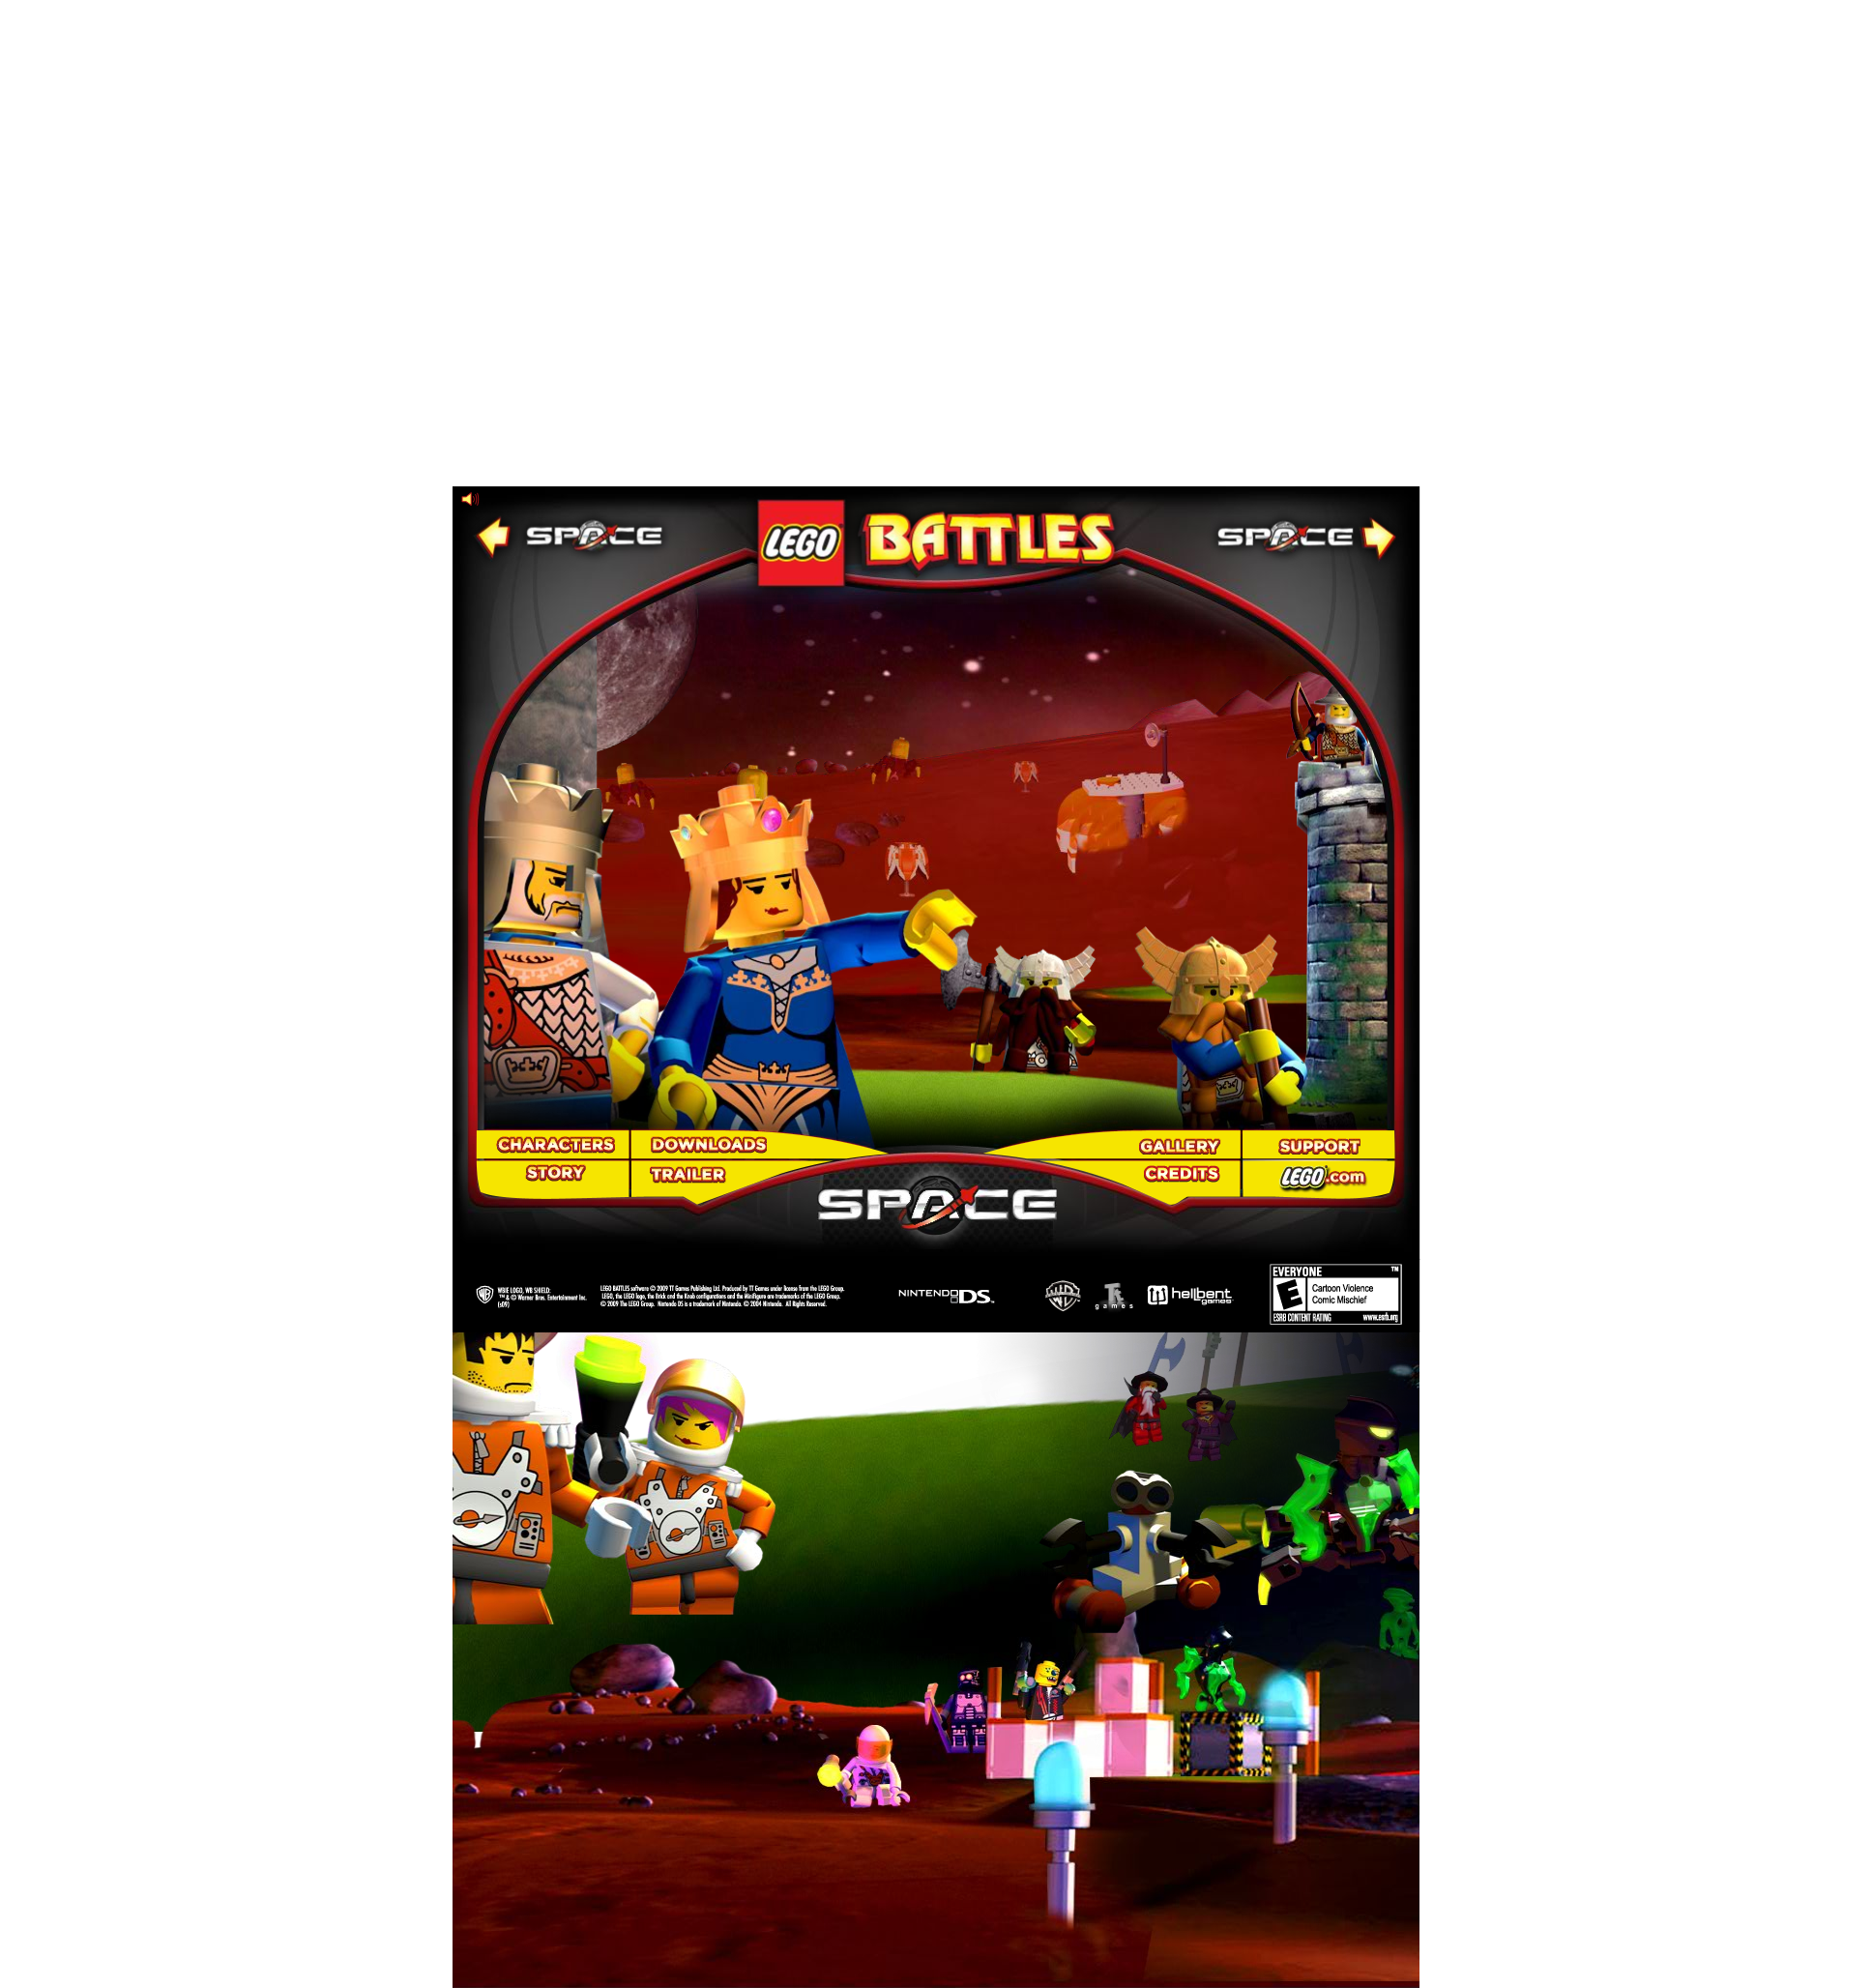 SPACE
LEGO
BATTLES
SPACE
CHARACTERS
DOWNLOADS
GALLERY
SUPPORT
STORY
TRAILER
CREDITS
LEGO.com
SPACE
WBIE LOGO, WB SHIELD:
™ & © Warner Bros. Entertainment Inc.
(s09)
LEGO BATTLES software © 2009 TT Games Publishing Ltd. Produced by TT Games under license from the LEGO Group.
LEGO, the LEGO logo, the Brick and the Knob configurations and the Minifigure are trademarks of the LEGO Group.
© 2009 The LEGO Group. Nintendo DS is a trademark of Nintendo. © 2004 Nintendo. All Rights Reserved.
NINTENDODS™
WB
games
hellbent
games
EVERYONE
™
E
Cartoon Violence
Comic Mischief
ESRB CONTENT RATING
www.esrb.org